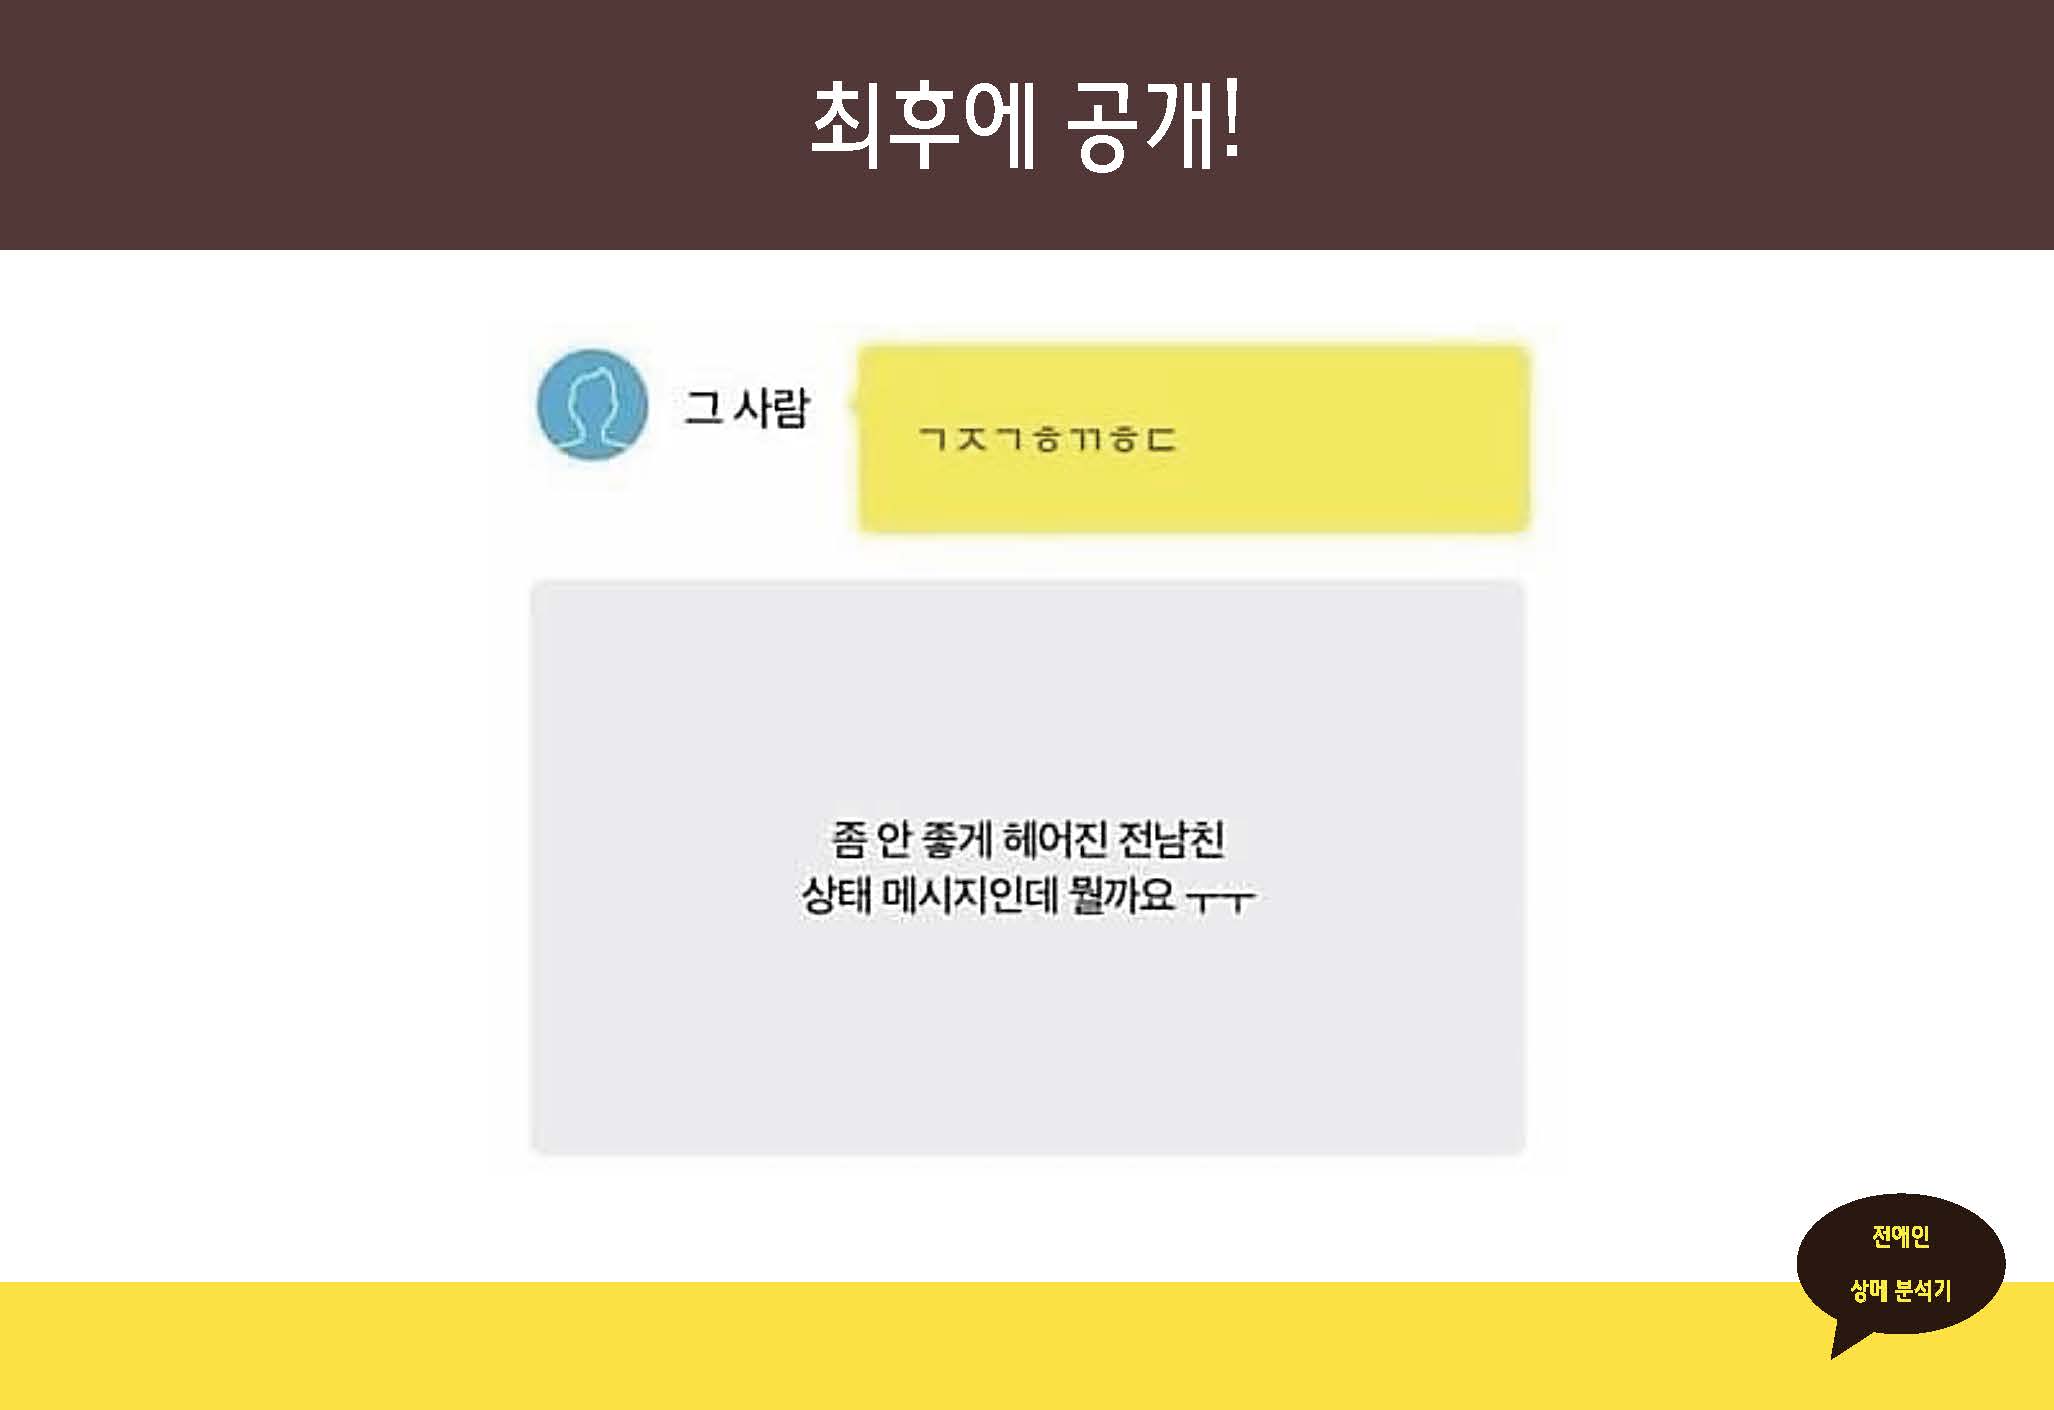 최후에 공개!
그 사람
ㄱㅈㄱㅎㄲㅎㄷ
좀 안 좋게 헤어진 전남친
상태 메시지인데 뭘까요 ㅜㅜ
전애인
상메 분석기